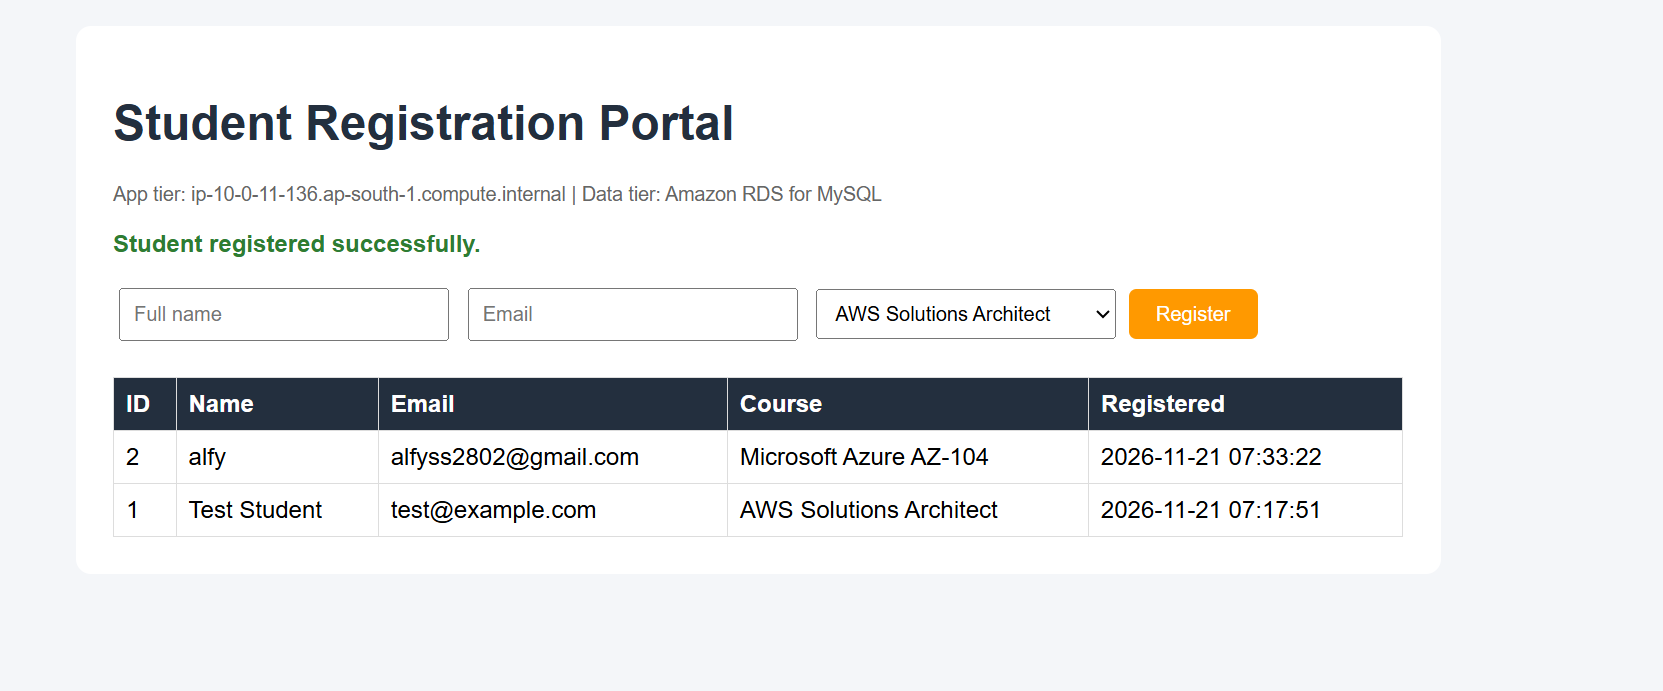 Student Registration Portal
App tier: ip-10-0-11-136.ap-south-1.compute.internal | Data tier: Amazon RDS for MySQL
Student registered successfully.
Full name Email AWS Solutions Architect Register
ID Name Email Course Registered
2 alfy alfyss2802@gmail.com Microsoft Azure AZ-104 2026-11-21 07:33:22
1 Test Student test@example.com AWS Solutions Architect 2026-11-21 07:17:51